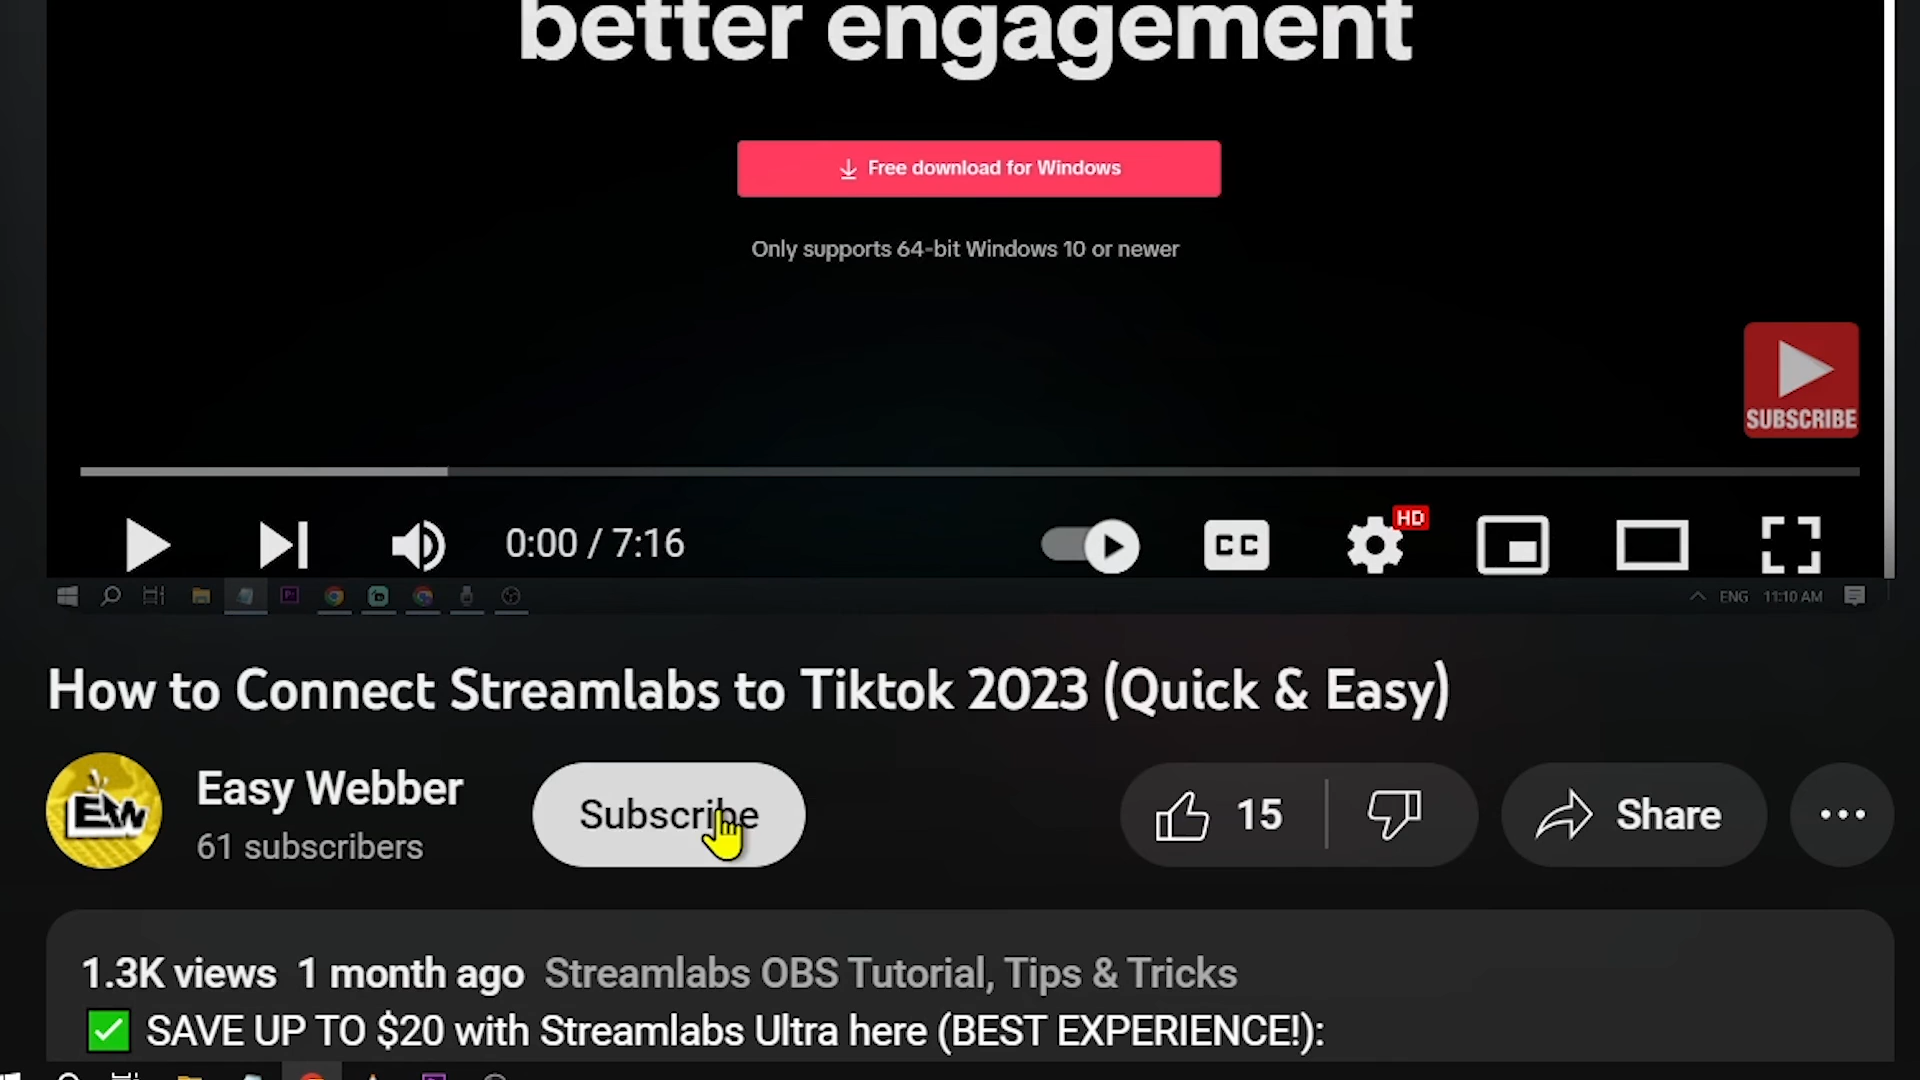 better engagement
Free download for Windows
Only supports 64-bit Windows 10 or newer
SUBSCRIBE
0:00 / 7:16
CC
HD
ENG 11:10 AM
How to Connect Streamlabs to Tiktok 2023 (Quick & Easy)
EW
Easy Webber
61 subscribers
Subscribe
15
Share
1.3K views 1 month ago Streamlabs OBS Tutorial, Tips & Tricks
SAVE UP TO $20 with Streamlabs Ultra here (BEST EXPERIENCE!):